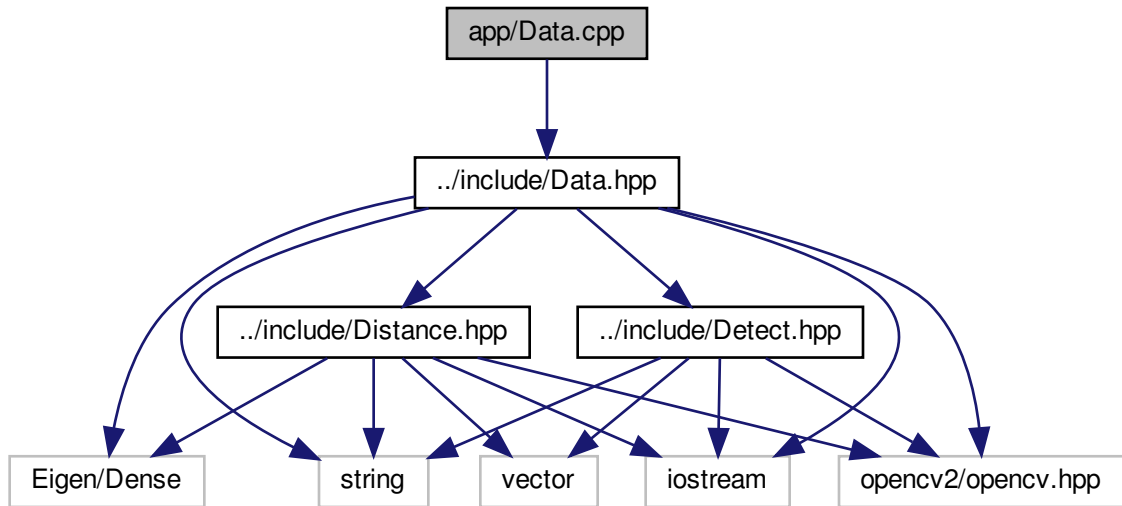 app/Data.cpp
../include/Data.hpp
../include/Distance.hpp
../include/Detect.hpp
Eigen/Dense
string
vector
iostream
opencv2/opencv.hpp